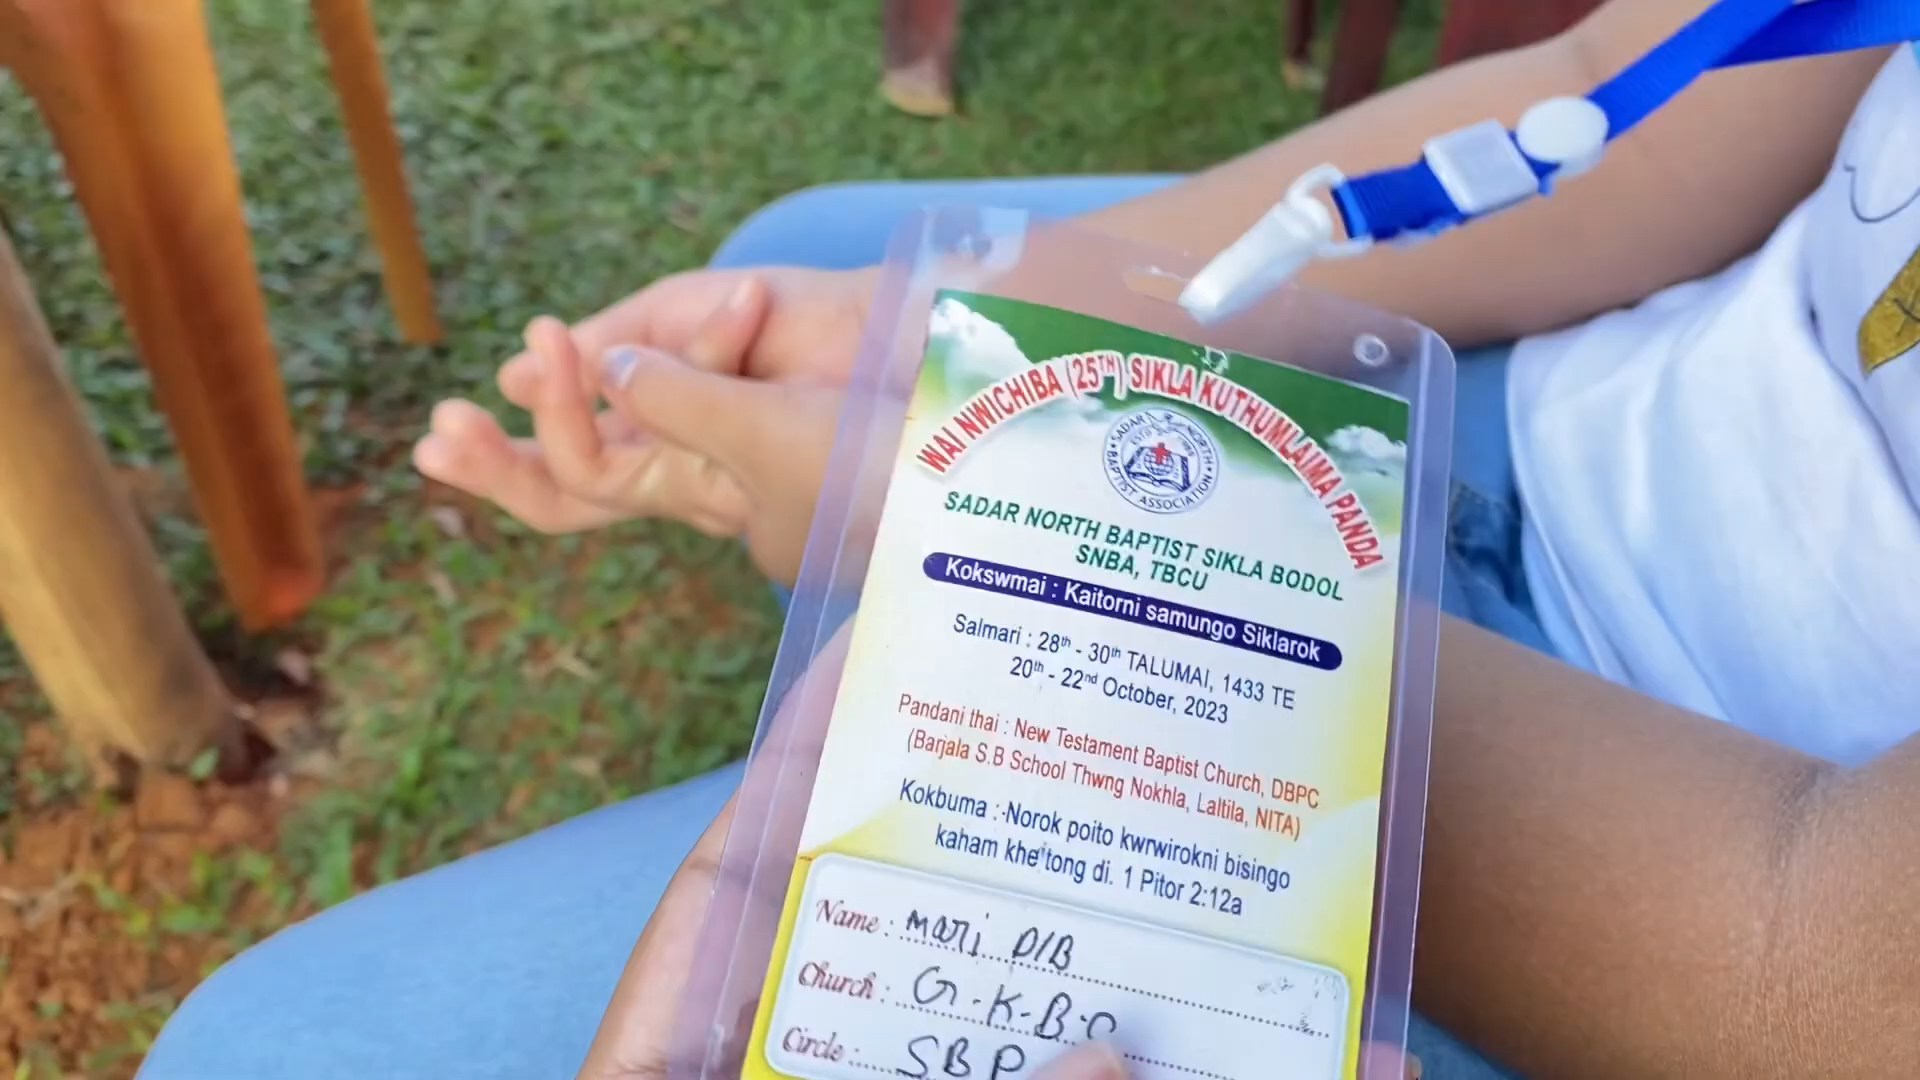 WAI NWICHIBA (25TH) SIKLA KUTHUMLAIMA PANDA
SADAR NORTH
BAPTIST ASSOCIATION
SADAR NORTH BAPTIST SIKLA BODOL
SNBA, TBCU
Kokswmai : Kaitorni samungo Siklarok
Salmari : 28th - 30th TALUMAI, 1433 TE
20th - 22nd October, 2023
Pandani thai : New Testament Baptist Church, DBPC
(Barjala S.B School Thwng Nokhla, Laltila, NITA)
Kokbuma : Norok poito kwrwirokni bisingo
kaham khe tong di. 1 Pitor 2:12a
Name : Mari D/B
Church : G.K.B.C
Circle : SBP